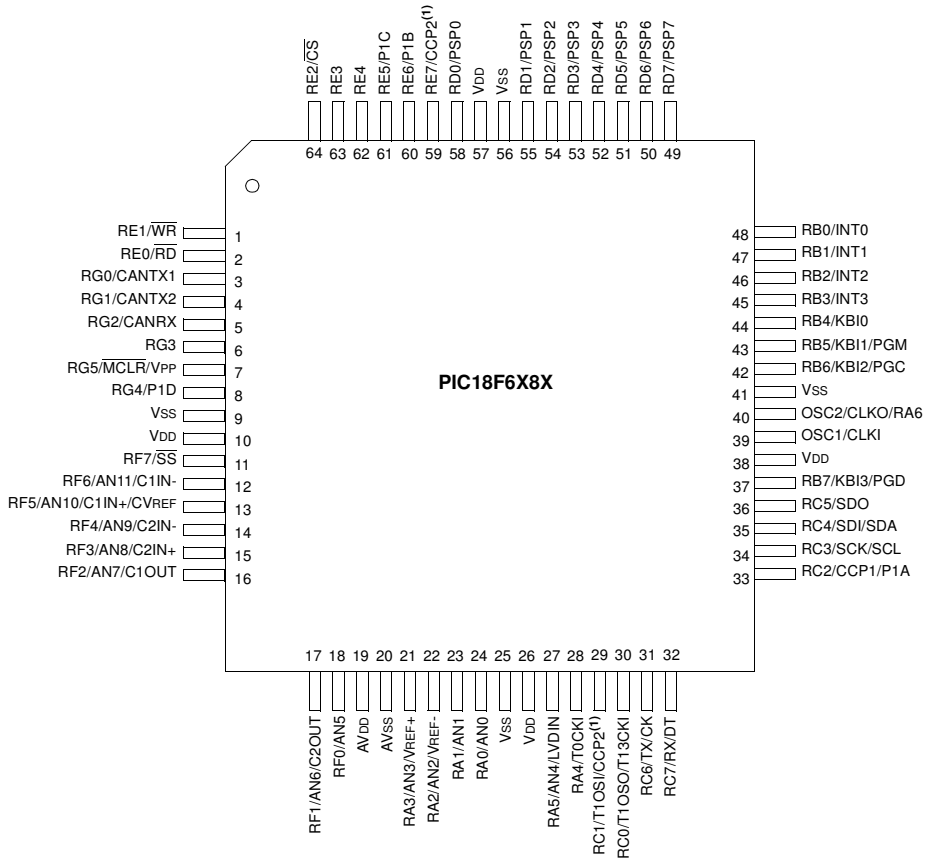 RE2/CS
RE3
RE4
RE5/P1C
RE6/P1B
RE7/CCP2(1)
RD0/PSP0
VDD
VSS
RD1/PSP1
RD2/PSP2
RD3/PSP3
RD4/PSP4
RD5/PSP5
RD6/PSP6
RD7/PSP7
64 63 62 61 60 59 58 57 56 55 54 53 52 51 50 49
RE1/WR 1
RE0/RD 2
RG0/CANTX1 3
RG1/CANTX2 4
RG2/CANRX 5
RG3 6
RG5/MCLR/VPP 7
RG4/P1D 8
VSS 9
VDD 10
RF7/SS 11
RF6/AN11/C1IN- 12
RF5/AN10/C1IN+/CVREF 13
RF4/AN9/C2IN- 14
RF3/AN8/C2IN+ 15
RF2/AN7/C1OUT 16
PIC18F6X8X
48 RB0/INT0
47 RB1/INT1
46 RB2/INT2
45 RB3/INT3
44 RB4/KBI0
43 RB5/KBI1/PGM
42 RB6/KBI2/PGC
41 VSS
40 OSC2/CLKO/RA6
39 OSC1/CLKI
38 VDD
37 RB7/KBI3/PGD
36 RC5/SDO
35 RC4/SDI/SDA
34 RC3/SCK/SCL
33 RC2/CCP1/P1A
17 18 19 20 21 22 23 24 25 26 27 28 29 30 31 32
RF1/AN6/C2OUT
RF0/AN5
AVDD
AVSS
RA3/AN3/VREF+
RA2/AN2/VREF-
RA1/AN1
RA0/AN0
VSS
VDD
RA5/AN4/LVDIN
RA4/T0CKI
RC1/T1OSI/CCP2(1)
RC0/T1OSO/T13CKI
RC6/TX/CK
RC7/RX/DT